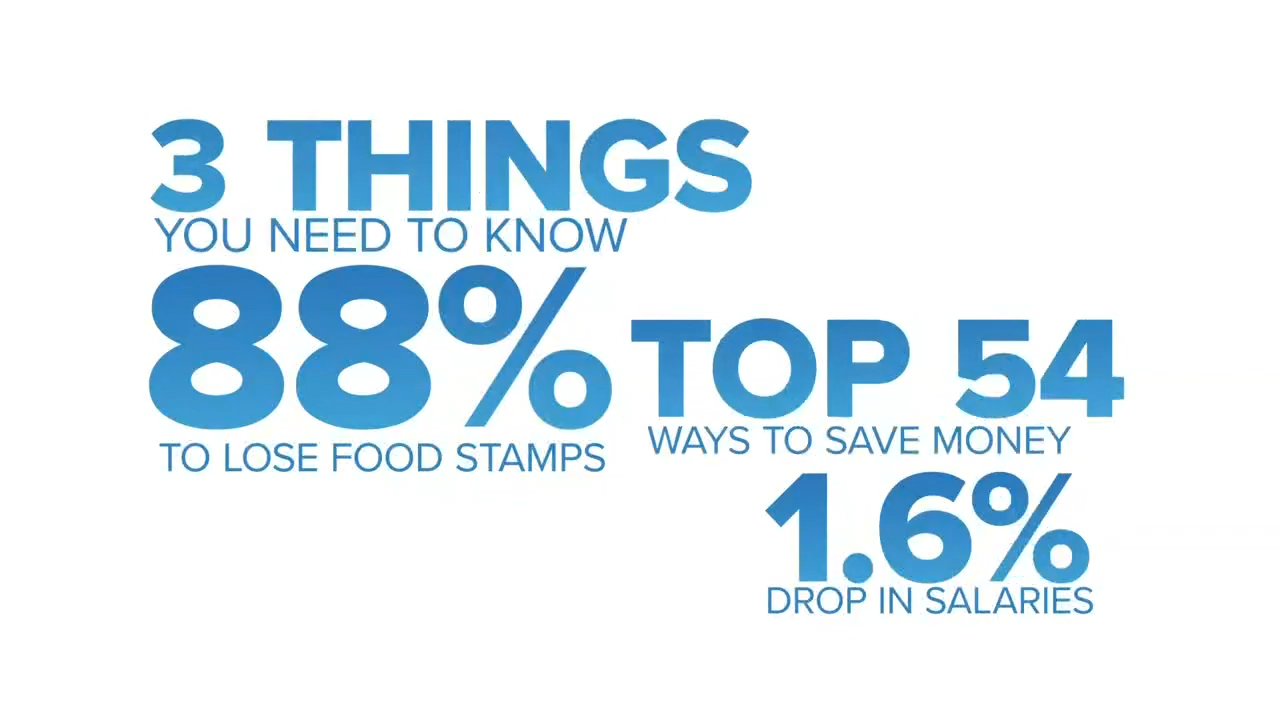 3 THINGS
YOU NEED TO KNOW
88%
TO LOSE FOOD STAMPS
TOP 54
WAYS TO SAVE MONEY
1.6%
DROP IN SALARIES